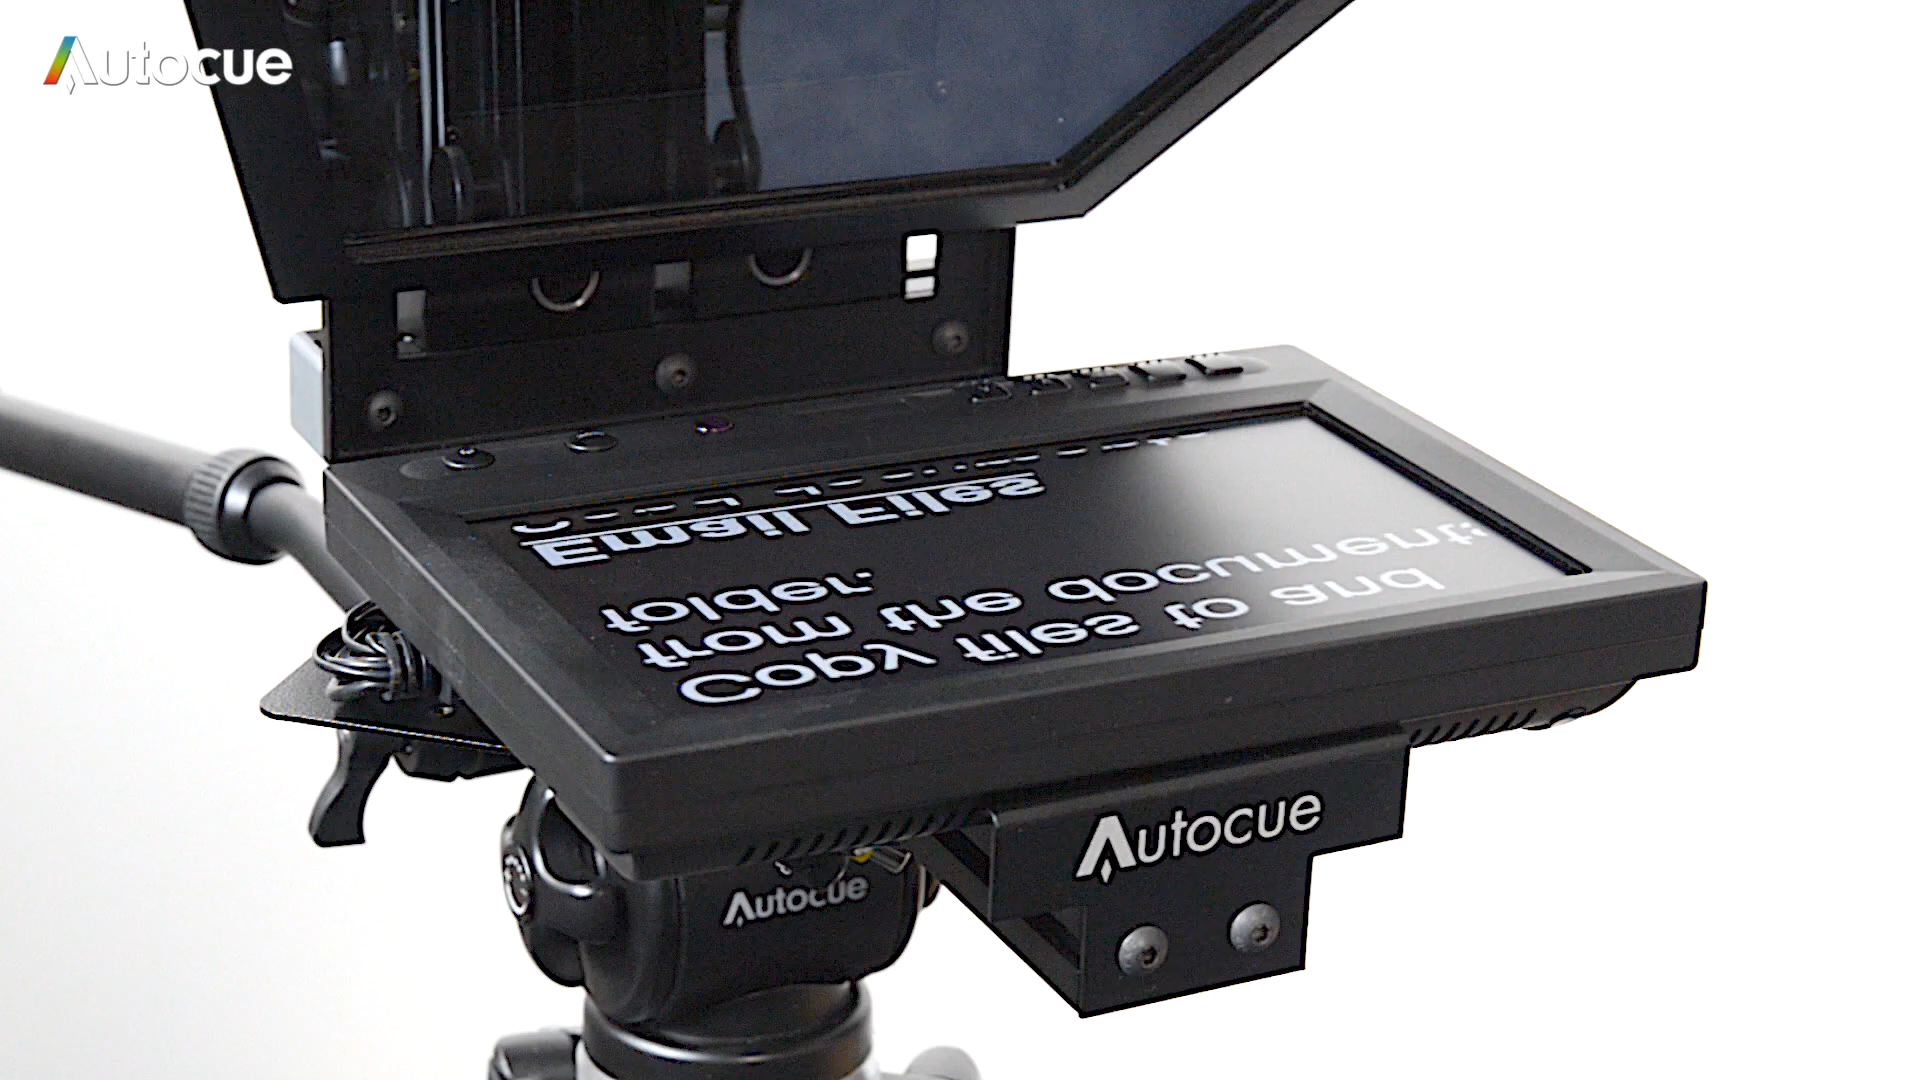 Autocue
Copy files to and
from the document
folder.
Email Files
Autocue
Autocue